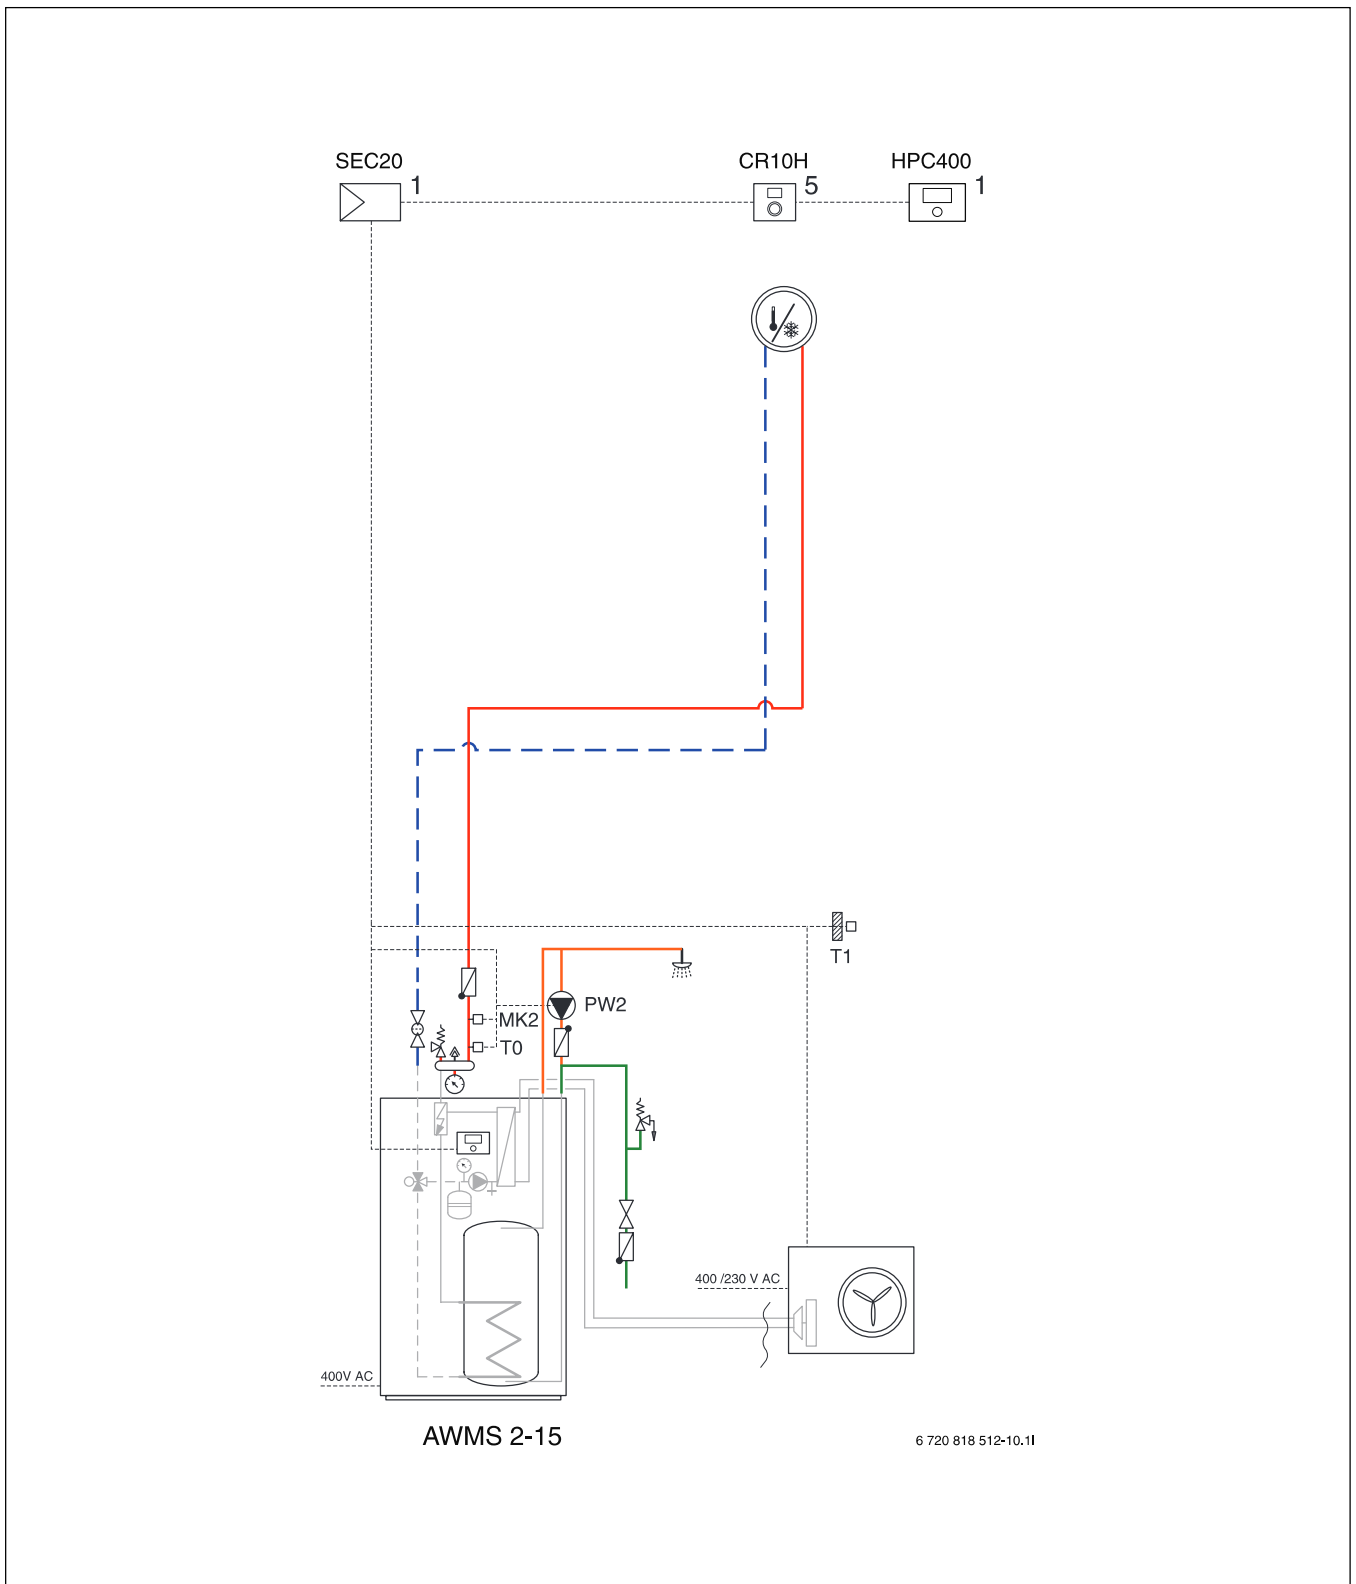 SEC20
1
CR10H
5
HPC400
1
T1
PW2
MK2
T0
400 /230 V AC
400V AC
AWMS 2-15
6 720 818 512-10.1I